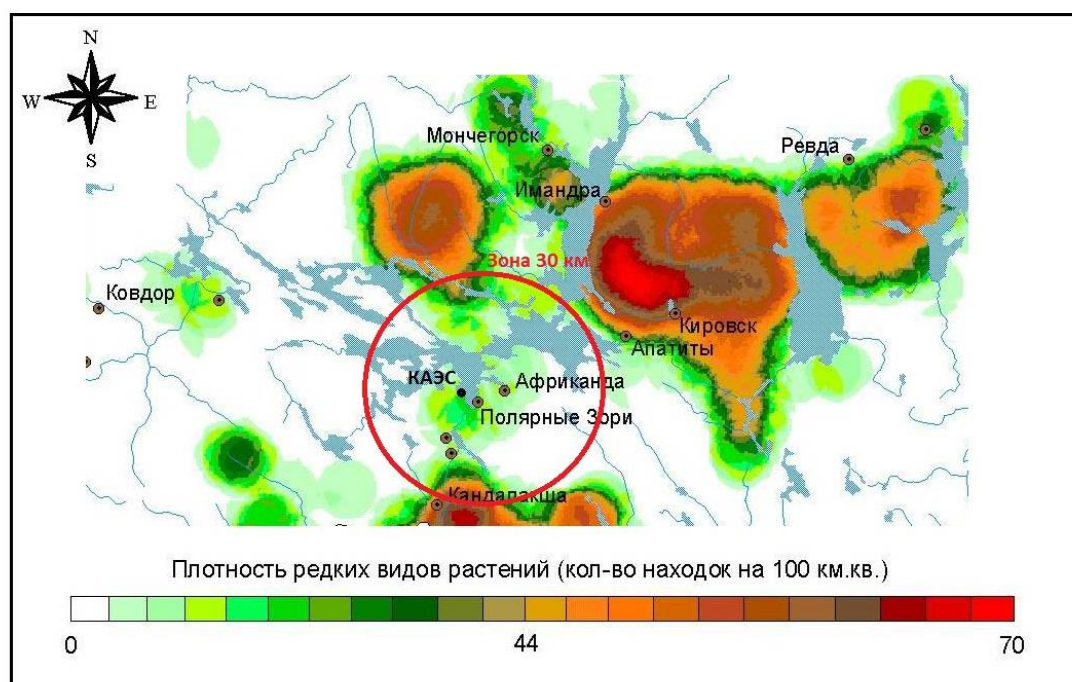 N
W E
S
Мончегорск
Ревда
Имандра
Зона 30 км
Ковдор
Кировск
Апатиты
КАЭС
Африканда
Полярные Зори
Кандалакша
Плотность редких видов растений (кол-во находок на 100 км.кв.)
0 44 70